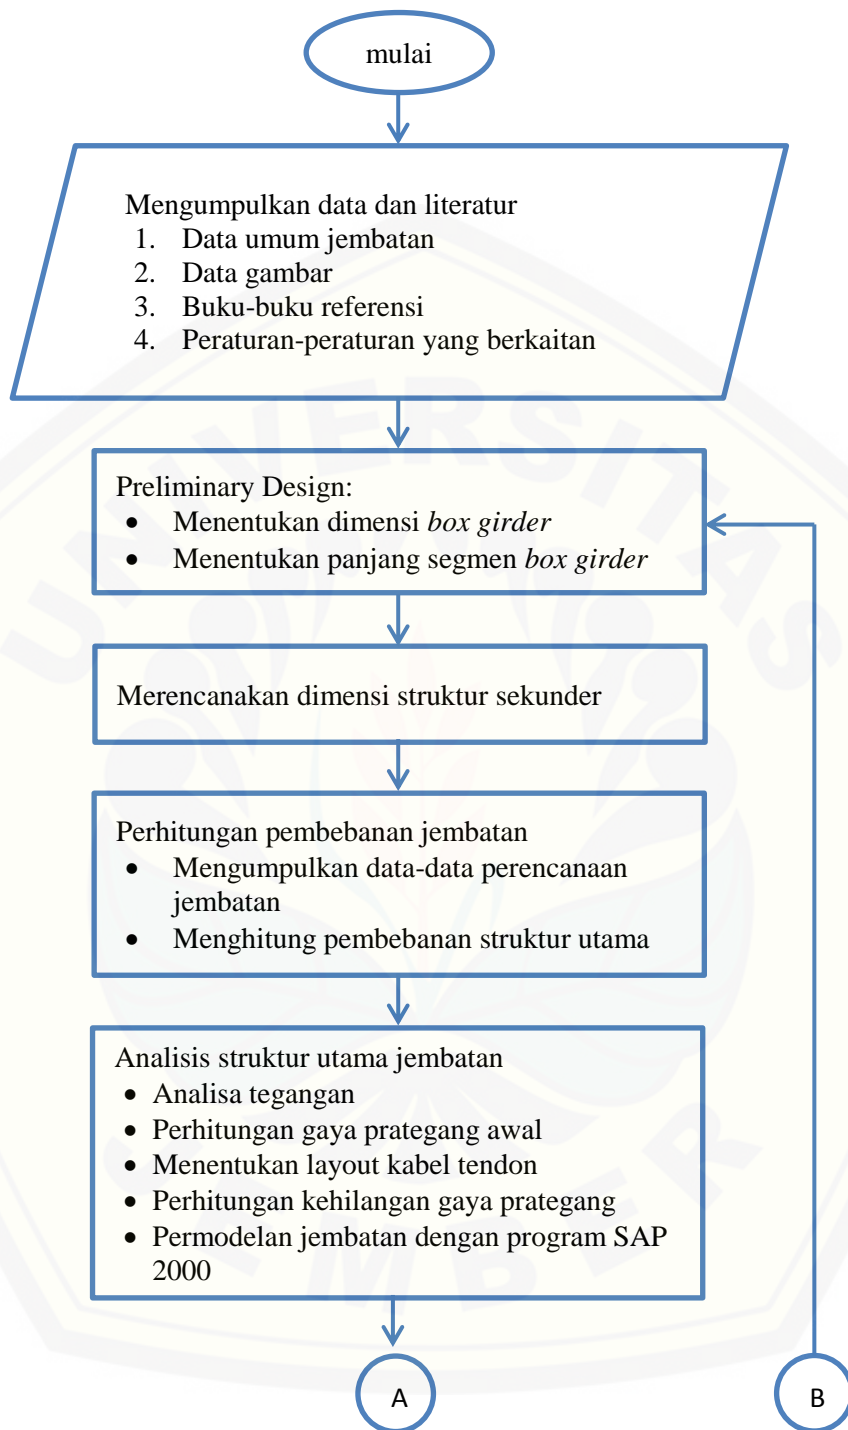 mulai
Mengumpulkan data dan literatur
1. Data umum jembatan
2. Data gambar
3. Buku-buku referensi
4. Peraturan-peraturan yang berkaitan
Preliminary Design:
• Menentukan dimensi box girder
• Menentukan panjang segmen box girder
Merencanakan dimensi struktur sekunder
Perhitungan pembebanan jembatan
• Mengumpulkan data-data perencanaan
jembatan
• Menghitung pembebanan struktur utama
Analisis struktur utama jembatan
• Analisa tegangan
• Perhitungan gaya prategang awal
• Menentukan layout kabel tendon
• Perhitungan kehilangan gaya prategang
• Permodelan jembatan dengan program SAP
2000
A
B
UNIVERSITAS
JEMBER